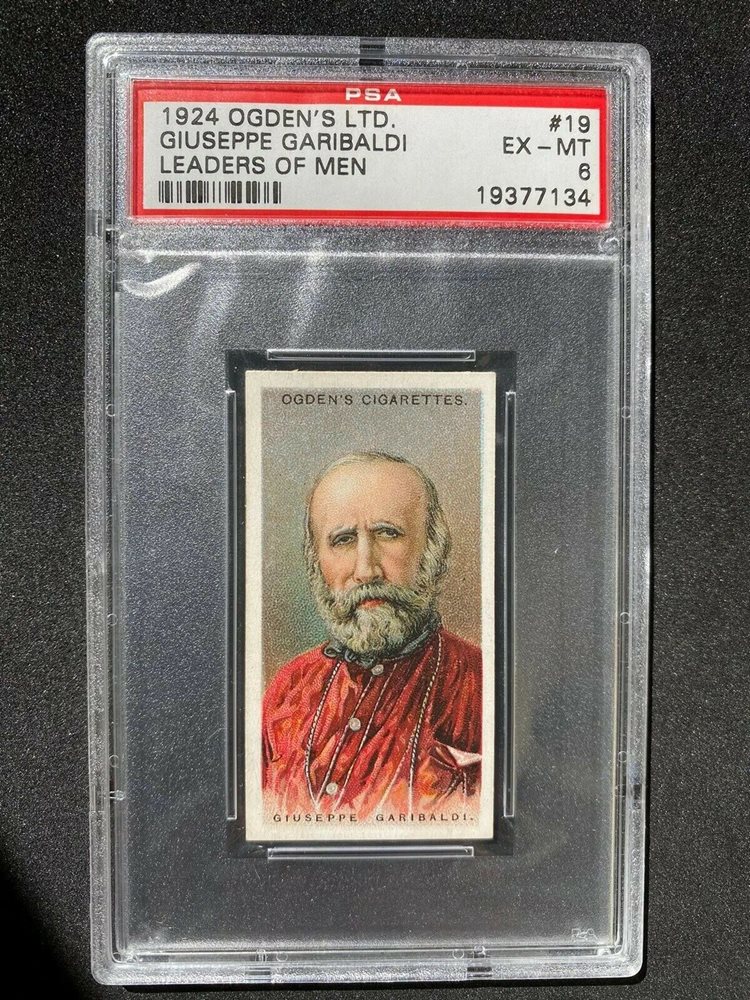 PSA
1924 OGDEN'S LTD. #19
GIUSEPPE GARIBALDI EX - MT
LEADERS OF MEN 6
19377134
OGDEN'S CIGARETTES.
GIUSEPPE GARIBALDI.